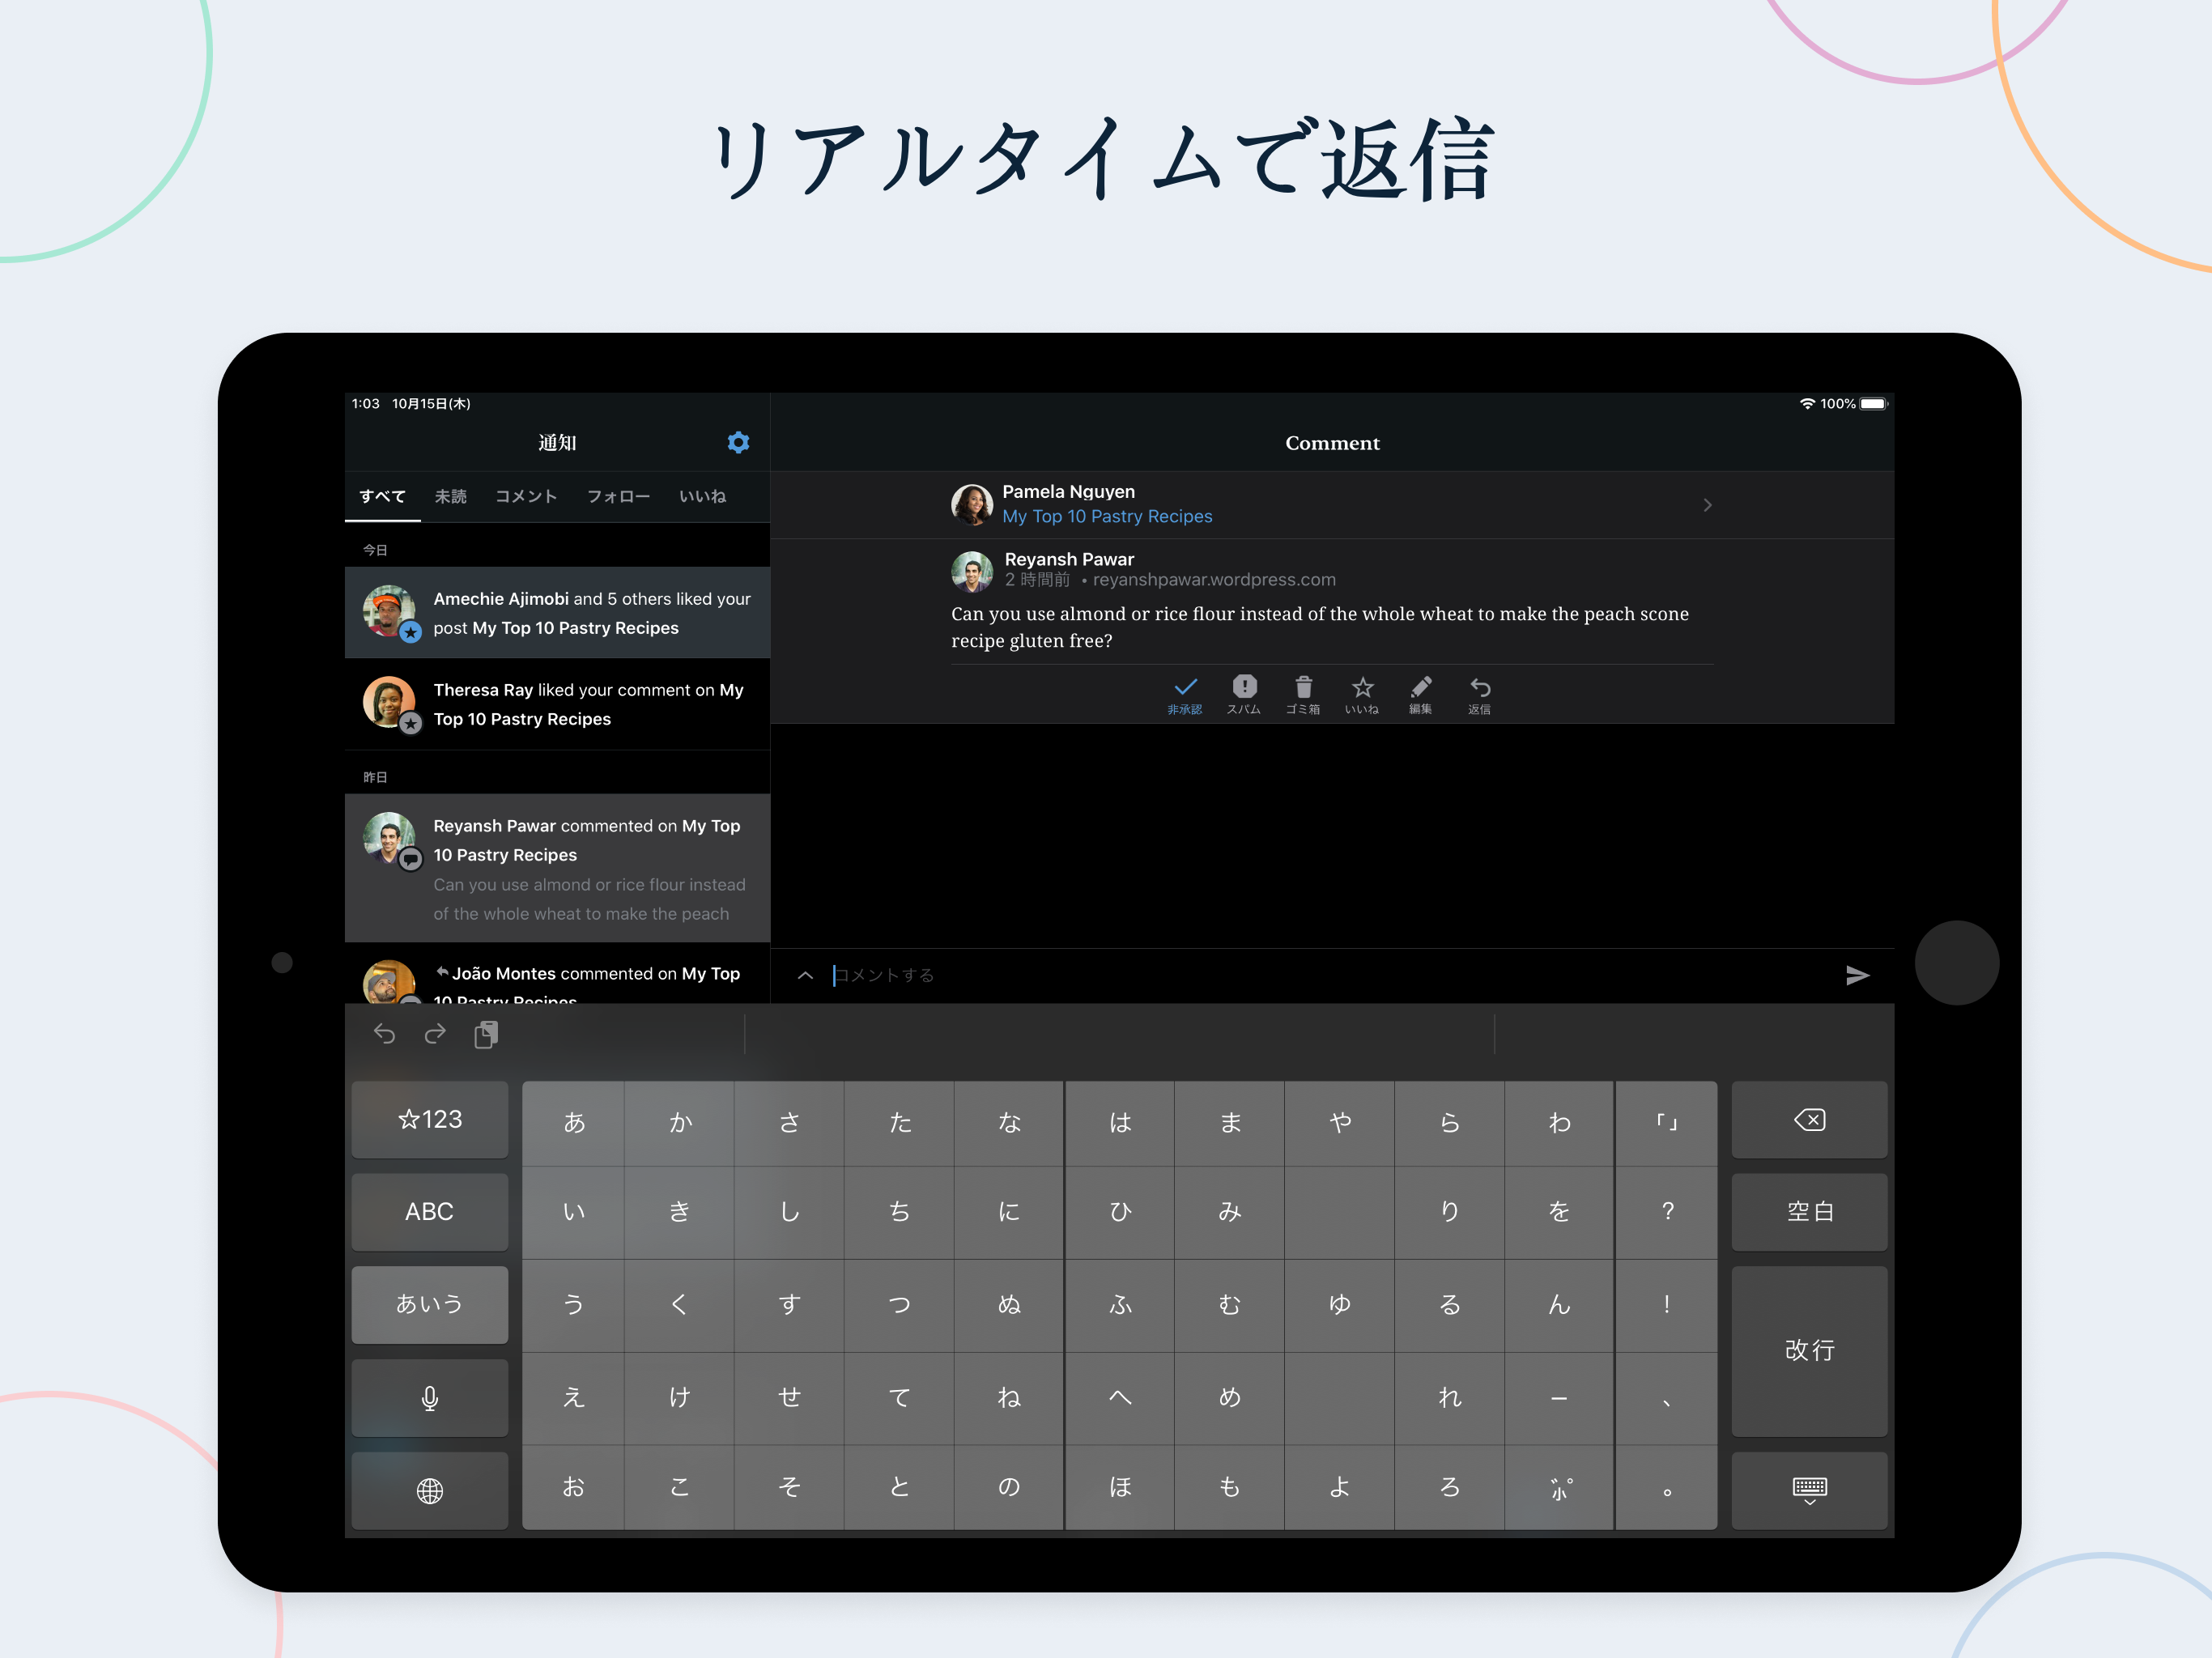 リアルタイムで返信
1:03 10月15日(木)
100%
通知
Comment
すべて 未読 コメント フォロー いいね
今日
Amechie Ajimobi and 5 others liked your
post My Top 10 Pastry Recipes
Theresa Ray liked your comment on My
Top 10 Pastry Recipes
昨日
Reyansh Pawar commented on My Top
10 Pastry Recipes
Can you use almond or rice flour instead
of the whole wheat to make the peach
João Montes commented on My Top
10 Pastry Recipes
Pamela Nguyen
My Top 10 Pastry Recipes
Reyansh Pawar
2 時間前 • reyanshpawar.wordpress.com
Can you use almond or rice flour instead of the whole wheat to make the peach scone
recipe gluten free?
非承認 スパム ゴミ箱 いいね 編集 返信
コメントする
☆123 あ か さ た な は ま や ら わ 「」
ABC い き し ち に ひ み り を ? 空白
あいう う く す つ ぬ ふ む ゆ る ん ! 改行
え け せ て ね へ め れ ー 、
お こ そ と の ほ も よ ろ ゛゜小 。